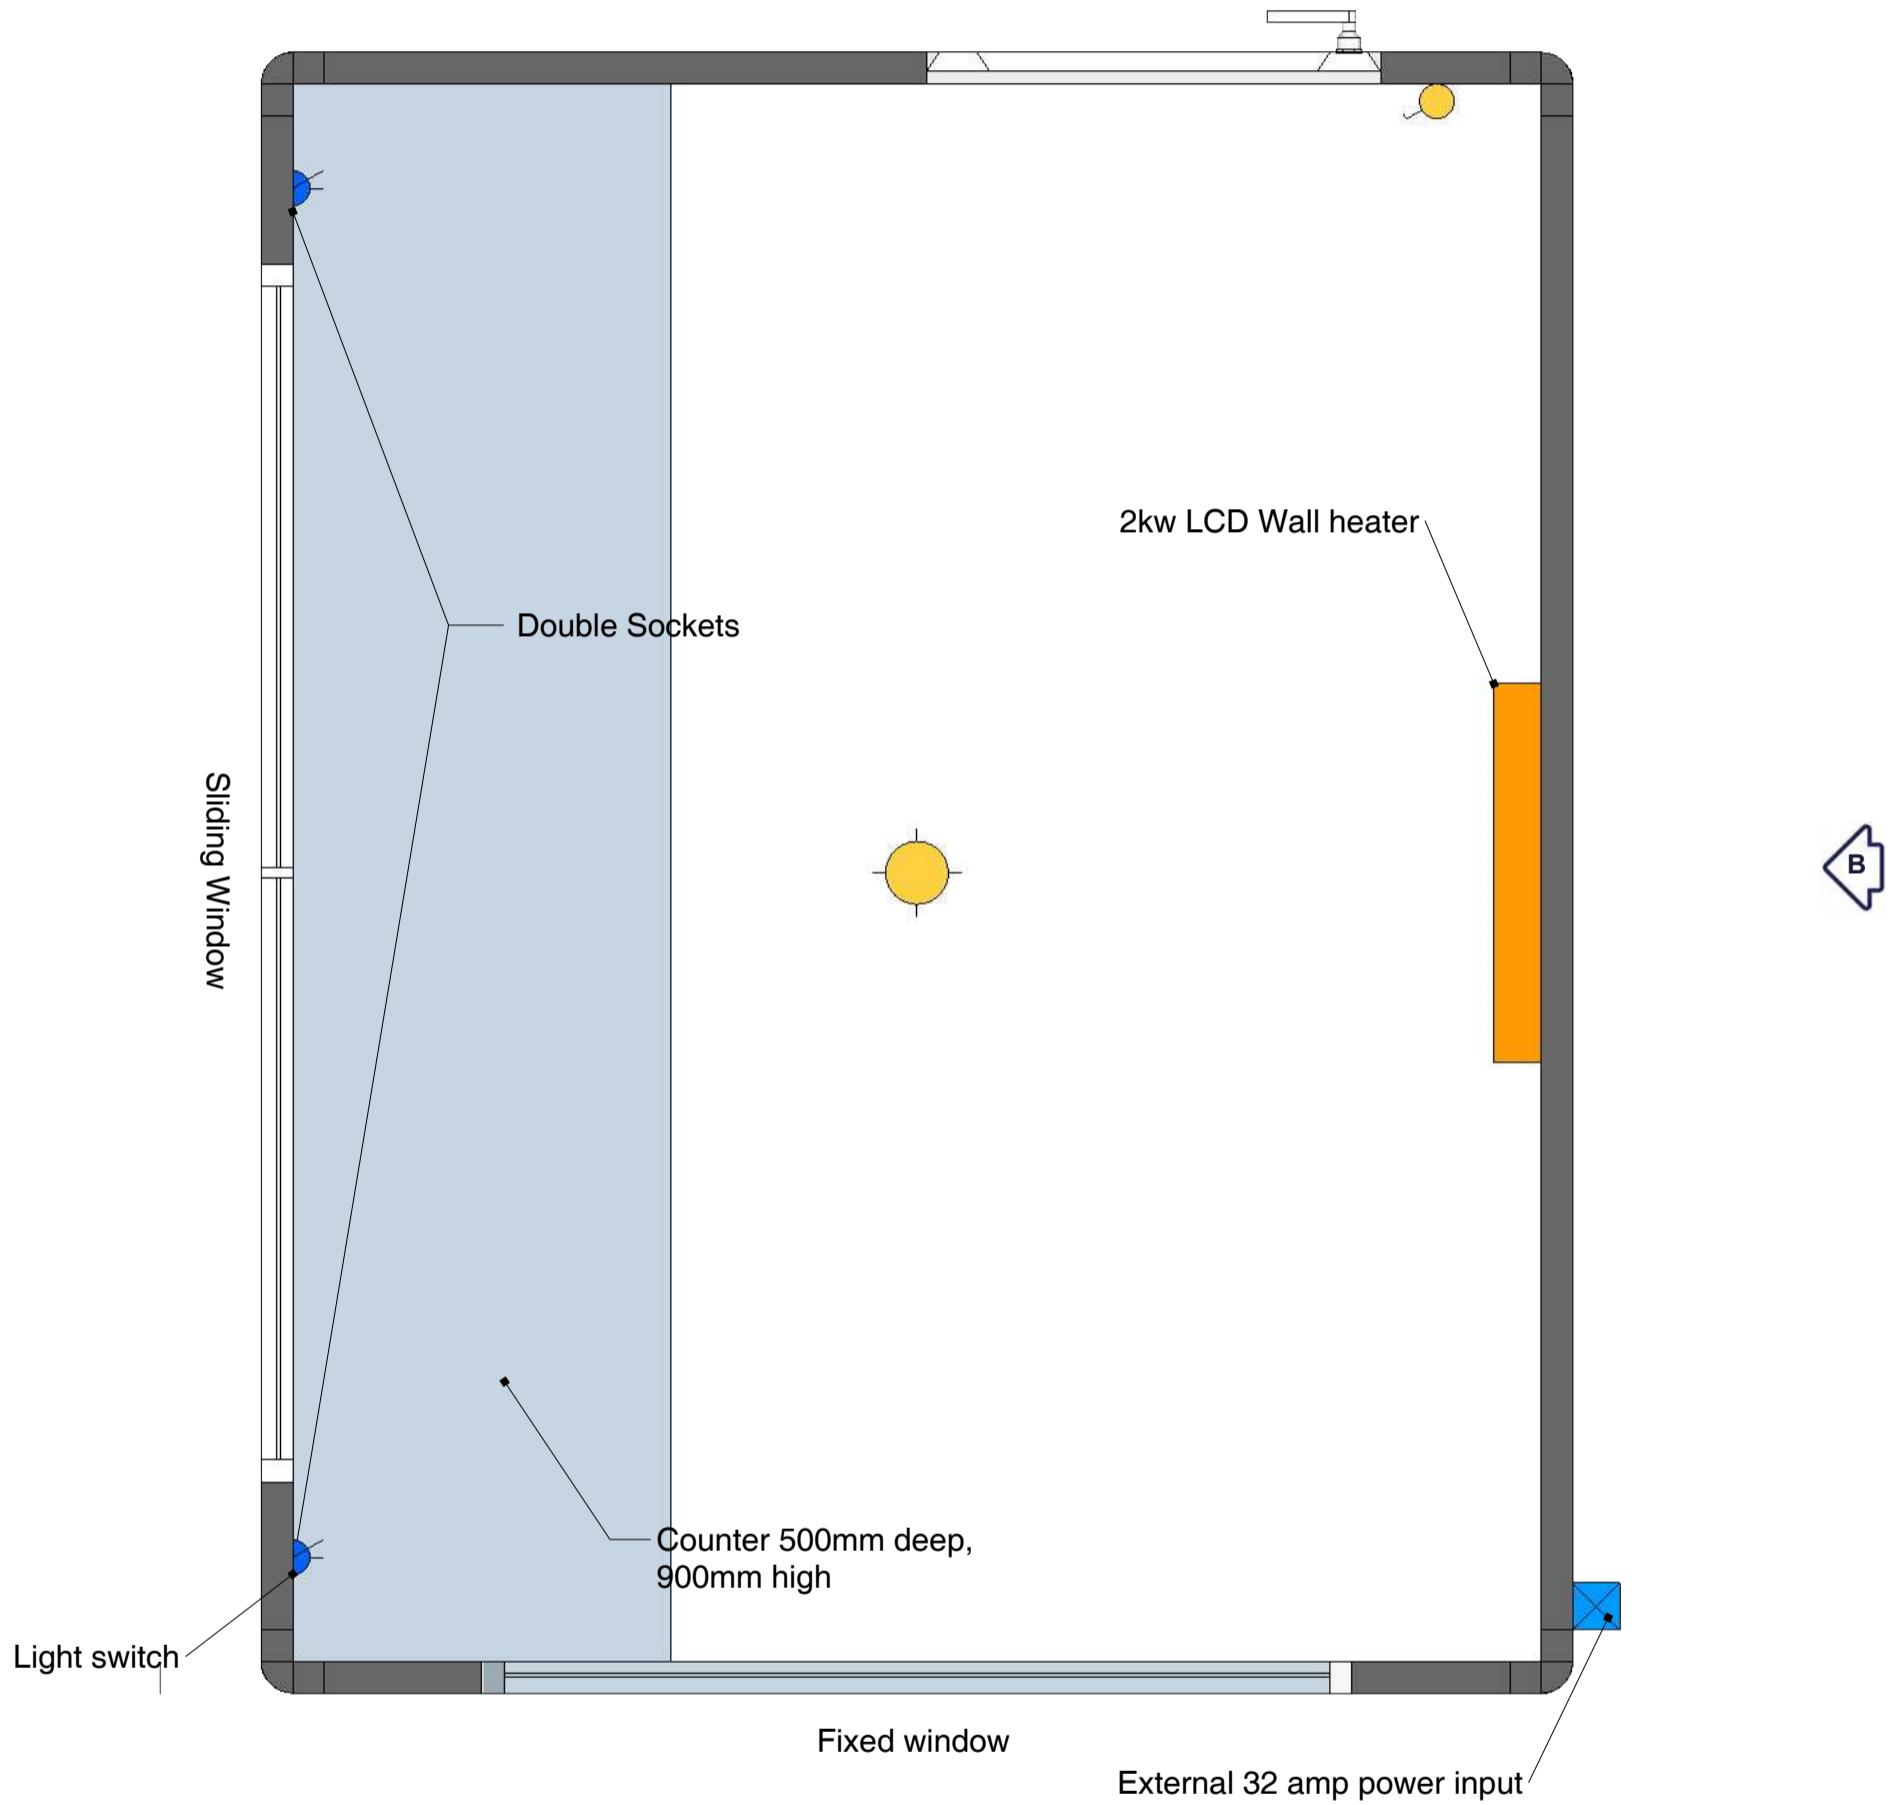 2kw LCD Wall heater
Double Sockets
Sliding Window
B
Counter 500mm deep,
900mm high
Light switch
Fixed window
External 32 amp power input